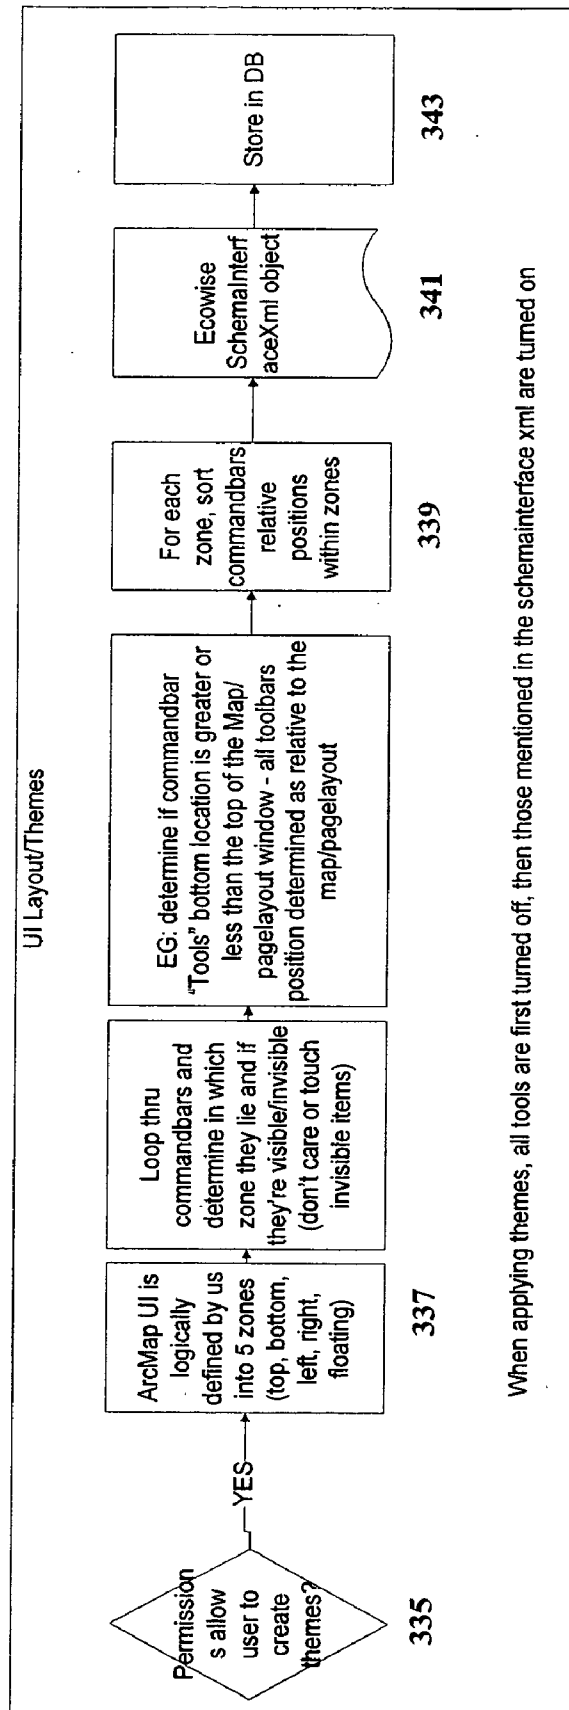 UI Layout/Themes
Permission
s allow
user to
create
themes?
335
YES
ArcMap UI is
logically
defined by us
into 5 zones
(top, bottom,
left, right,
floating)
337
Loop thru
commandbars and
determine in which
zone they lie and if
they're visible/invisible
(don't care or touch
invisible items)
EG: determine if commandbar
"Tools" bottom location is greater or
less than the top of the Map/
pagelayout window - all toolbars
position determined as relative to the
map/pagelayout
For each
zone, sort
commandbars
relative
positions
within zones
339
Ecowise
SchemaInterf
aceXml object
341
Store in DB
343
When applying themes, all tools are first turned off, then those mentioned in the schemainterface xml are turned on